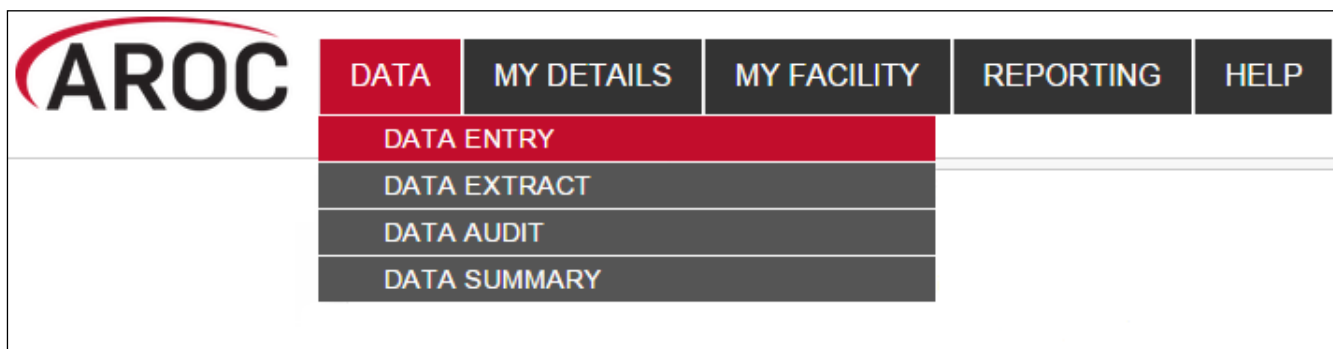 AROC DATA MY DETAILS MY FACILITY REPORTING HELP
DATA ENTRY
DATA EXTRACT
DATA AUDIT
DATA SUMMARY